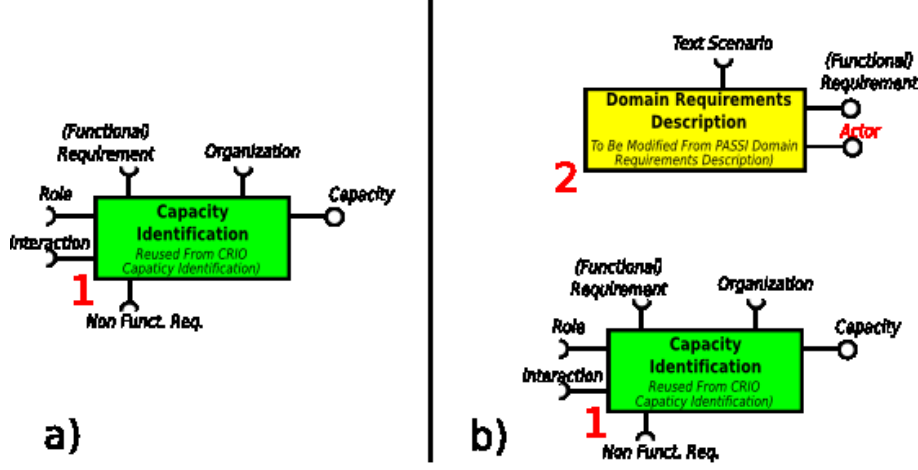 (Functional)
Requirement
Organization
Role
Capacity
Interaction
Capacity
Identification
Reused From CRIO
Capaticy Identification)
1
Non Funct. Req.
a)
Text Scenario
(Functional)
Requirement
Domain Requirements
Description
Actor
To Be Modified From PASSI Domain
Requirements Description)
2
(Functional)
Requirement
Organization
Role
Capacity
Interaction
Capacity
Identification
Reused From CRIO
Capaticy Identification)
1
Non Funct. Req.
b)